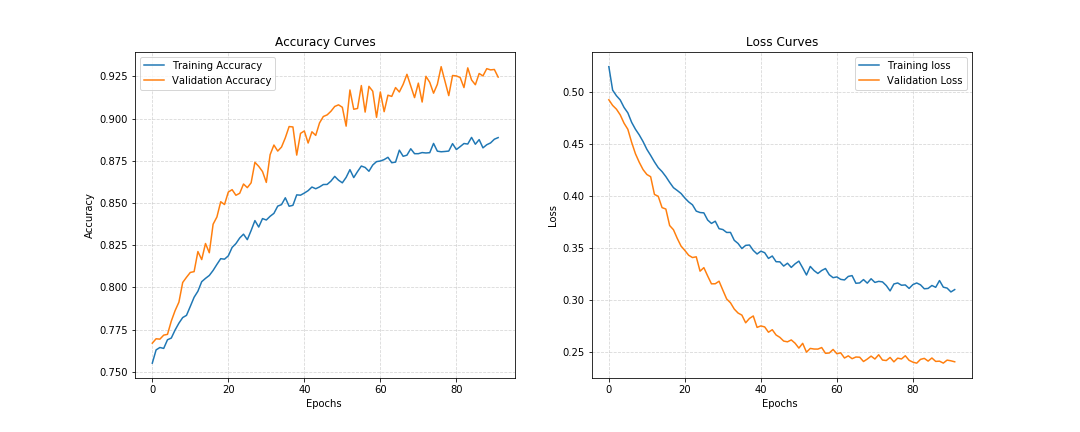 Accuracy Curves
Training Accuracy
Validation Accuracy
0.925
0.900
0.875
0.850
0.825
0.800
0.775
0.750
Accuracy
0 20 40 60 80
Epochs
Loss Curves
Training loss
Validation Loss
0.50
0.45
0.40
0.35
0.30
0.25
Loss
0 20 40 60 80
Epochs